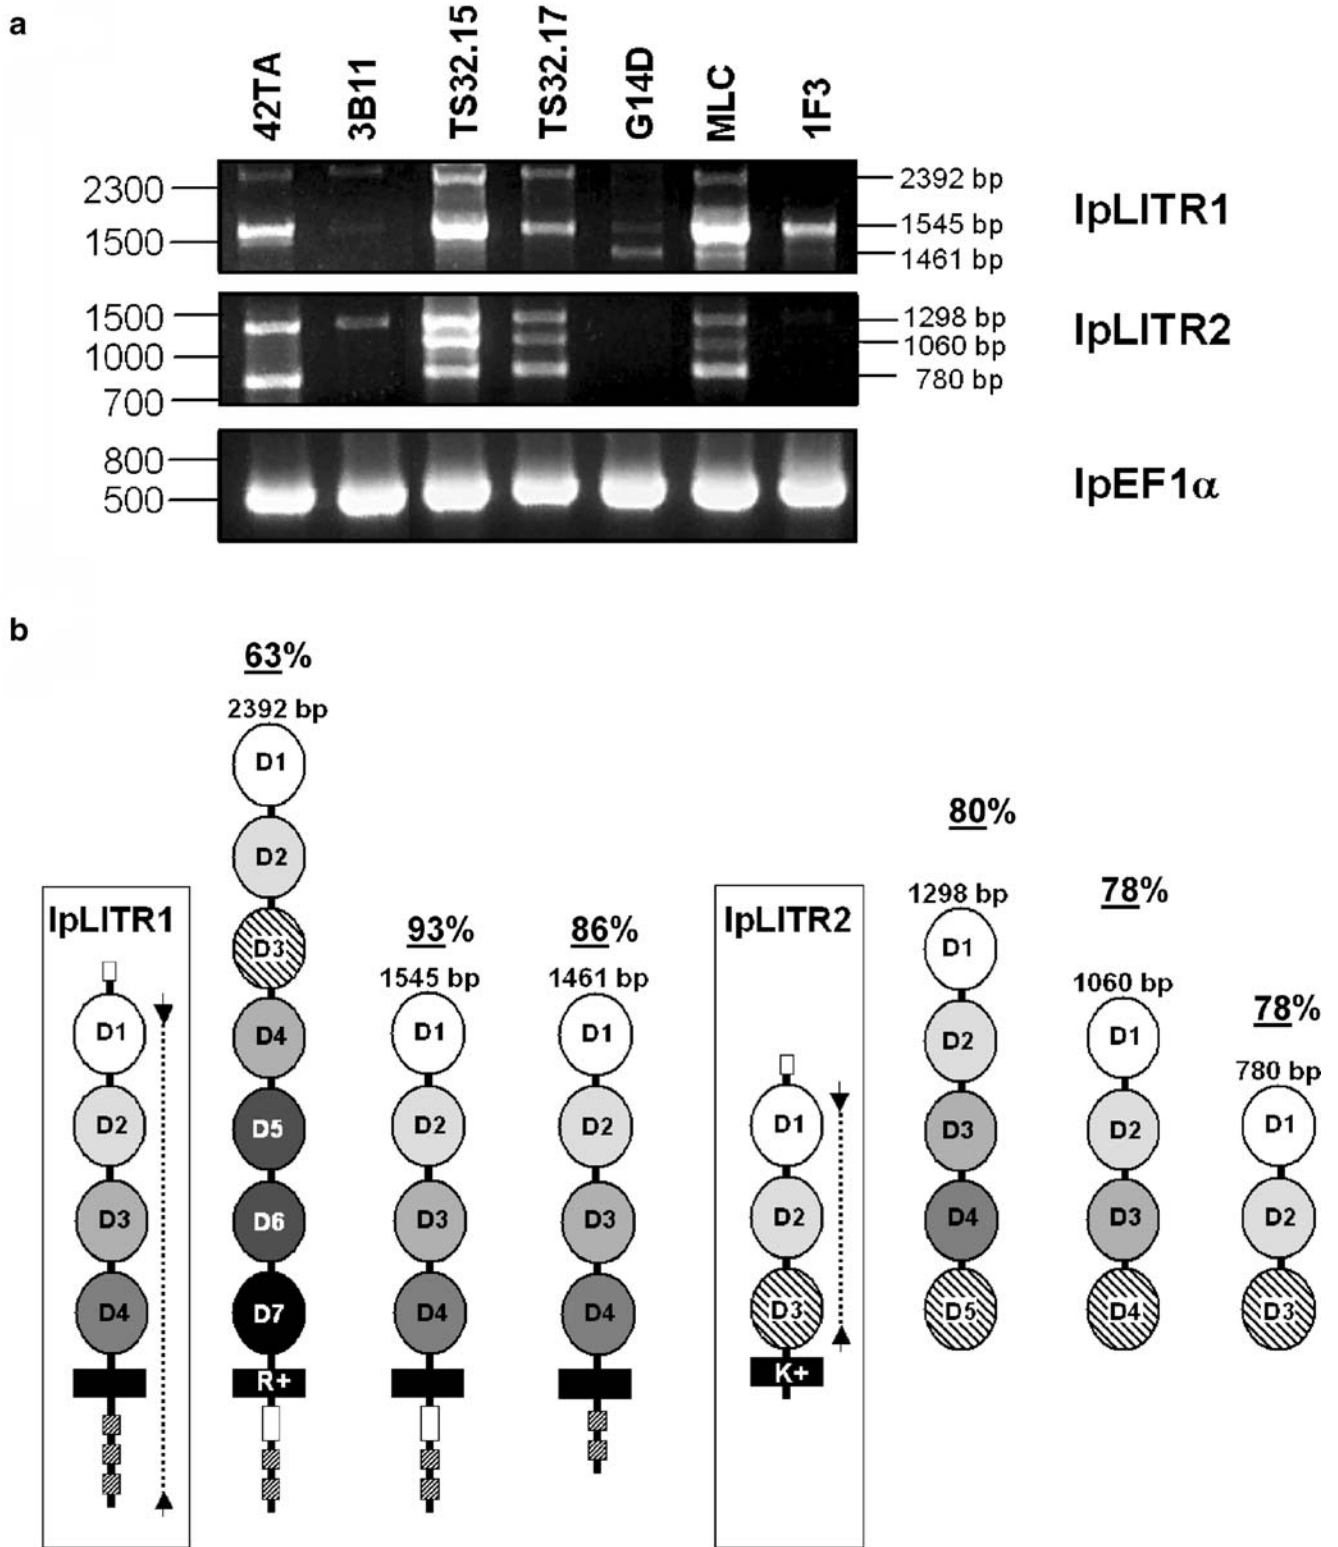 a
42TA 3B11 TS32.15 TS32.17 G14D MLC 1F3
2300
1500
2392 bp
1545 bp
1461 bp
IpLITR1
1500
1000
700
1298 bp
1060 bp
780 bp
IpLITR2
800
500
IpEF1α
b
IpLITR1
D1
D2
D3
D4
63%
2392 bp
D1
D2
D3
D4
D5
D6
D7
R+
93%
1545 bp
D1
D2
D3
D4
86%
1461 bp
D1
D2
D3
D4
IpLITR2
D1
D2
D3
K+
80%
1298 bp
D1
D2
D3
D4
D5
78%
1060 bp
D1
D2
D3
D4
78%
780 bp
D1
D2
D3